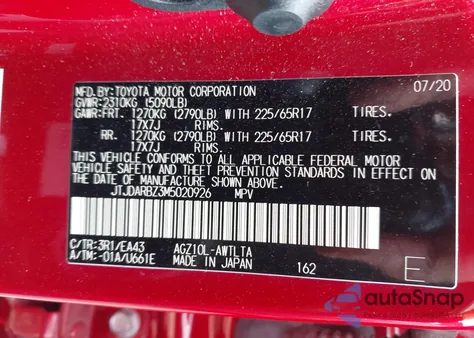 MFD.BY:TOYOTA MOTOR CORPORATION 07/20
GVWR:2310KG (5090LB)
GAWR:FRT. 1270KG (2790LB) WITH 225/65R17 TIRES.
17X7J RIMS.
RR. 1270KG (2790LB) WITH 225/65R17 TIRES.
17X7J RIMS.
THIS VEHICLE CONFORMS TO ALL APPLICABLE FEDERAL MOTOR
VEHICLE SAFETY AND THEFT PREVENTION STANDARDS IN EFFECT
ON THE DATE OF MANUFACTURE SHOWN ABOVE.
JTJDARBZ3M5020926 MPV
C/TR:3R1/EA43 AGZ10L-AWTLTA
A/TM:-01A/U661E MADE IN JAPAN 162 E
autoSnap